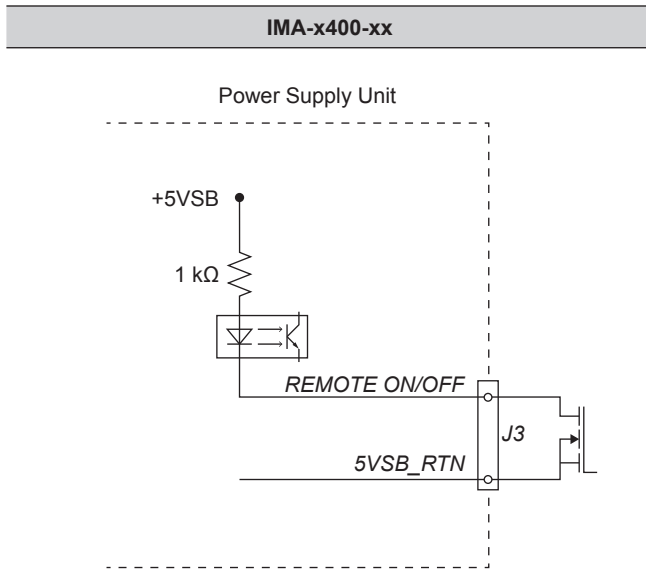 IMA-x400-xx
Power Supply Unit
+5VSB
1 kΩ
REMOTE ON/OFF
J3
5VSB_RTN